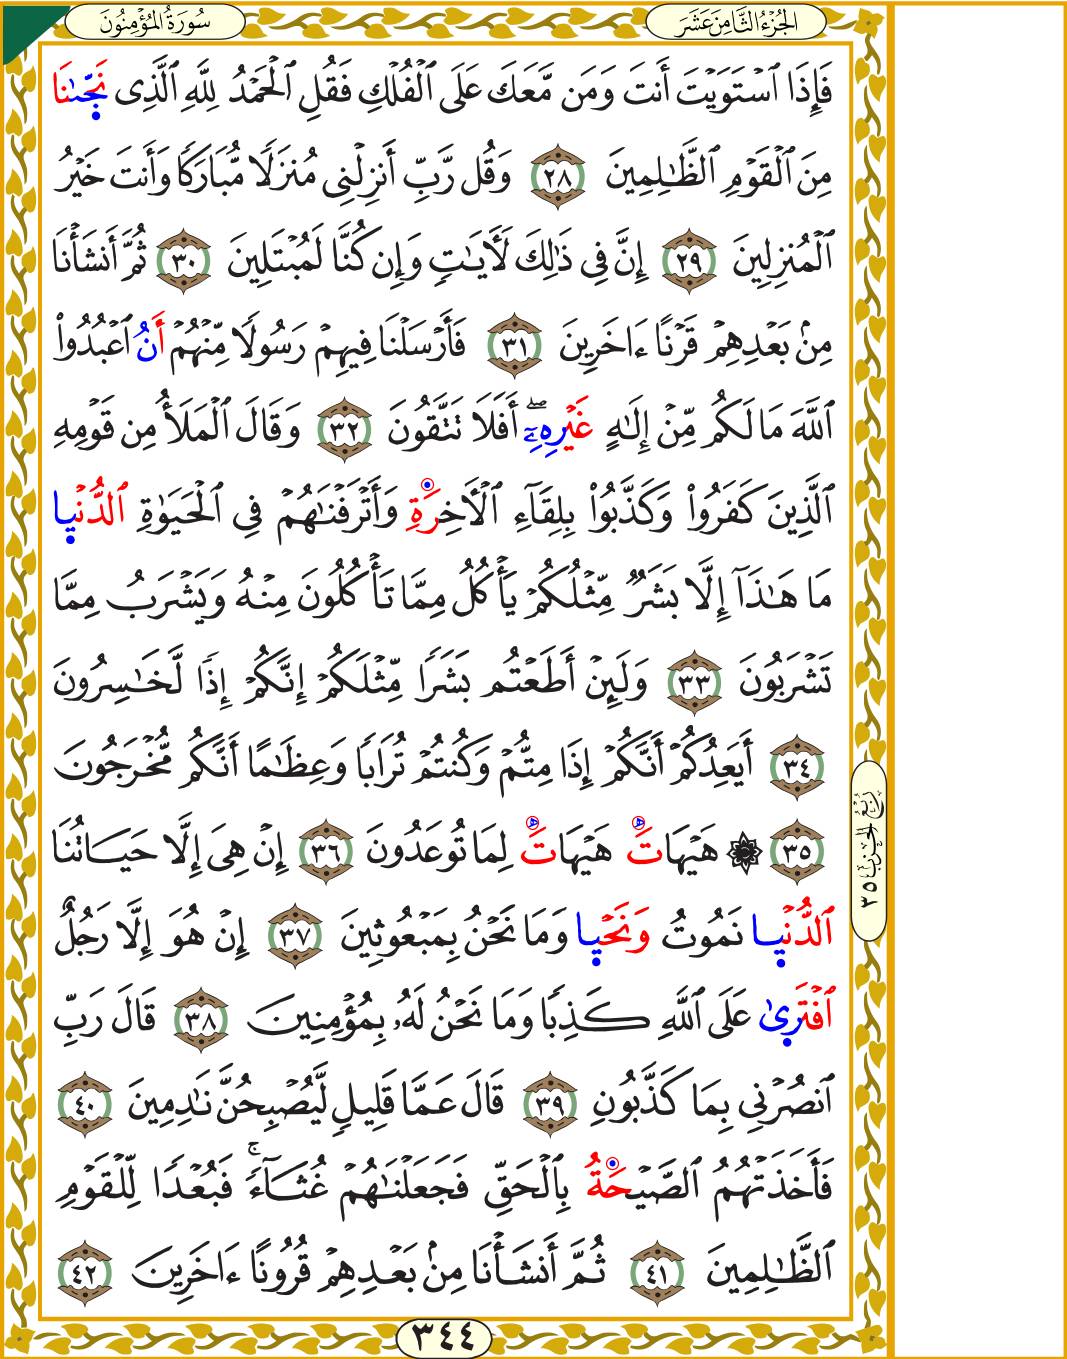 سُورَةُ المُؤْمِنُونَ
الجُزْءُ الثَّامِنَ عَشَرَ
فَإِذَا ٱسۡتَوَيۡتَ أَنتَ وَمَن مَّعَكَ عَلَى ٱلۡفُلۡكِ فَقُلِ ٱلۡحَمۡدُ لِلَّهِ ٱلَّذِي نَجَّىٰنَا
مِنَ ٱلۡقَوۡمِ ٱلظَّٰلِمِينَ ٢٨ وَقُل رَّبِّ أَنزِلۡنِي مُنزَلٗا مُّبَارَكٗا وَأَنتَ خَيۡرُ
ٱلۡمُنزِلِينَ ٢٩ إِنَّ فِي ذَٰلِكَ لَأٓيَٰتٖ وَإِن كُنَّا لَمُبۡتَلِينَ ٣٠ ثُمَّ أَنشَأۡنَا
مِنۢ بَعۡدِهِمۡ قَرۡنًا ءَاخَرِينَ ٣١ فَأَرۡسَلۡنَا فِيهِمۡ رَسُولٗا مِّنۡهُمۡ أَنُ ٱعۡبُدُواْ
ٱللَّهَ مَا لَكُم مِّنۡ إِلَٰهٍ غَيۡرِهِۦٓۖ أَفَلَا تَتَّقُونَ ٣٢ وَقَالَ ٱلۡمَلَأُ مِن قَوۡمِهِ
ٱلَّذِينَ كَفَرُواْ وَكَذَّبُواْ بِلِقَآءِ ٱلۡأٓخِرَةِ وَأَتۡرَفۡنَٰهُمۡ فِي ٱلۡحَيَوٰةِ ٱلدُّنۡيَا
مَا هَٰذَآ إِلَّا بَشَرٞ مِّثۡلُكُمۡ يَأۡكُلُ مِمَّا تَأۡكُلُونَ مِنۡهُ وَيَشۡرَبُ مِمَّا
تَشۡرَبُونَ ٣٣ وَلَئِنۡ أَطَعۡتُم بَشَرٗا مِّثۡلَكُمۡ إِنَّكُمۡ إِذٗا لَّخَٰسِرُونَ
٣٤ أَيَعِدُكُمۡ أَنَّكُمۡ إِذَا مِتُّمۡ وَكُنتُمۡ تُرَابٗا وَعِظَٰمًا أَنَّكُم مُّخۡرَجُونَ
٣٥ ۞ هَيۡهَاتَ هَيۡهَاتَ لِمَا تُوعَدُونَ ٣٦ إِنۡ هِيَ إِلَّا حَيَاتُنَا
ٱلدُّنۡيَا نَمُوتُ وَنَحۡيَا وَمَا نَحۡنُ بِمَبۡعُوثِينَ ٣٧ إِنۡ هُوَ إِلَّا رَجُلٌ
ٱفۡتَرَىٰ عَلَى ٱللَّهِ كَذِبٗا وَمَا نَحۡنُ لَهُۥ بِمُؤۡمِنِينَ ٣٨ قَالَ رَبِّ
ٱنصُرۡنِي بِمَا كَذَّبُونِ ٣٩ قَالَ عَمَّا قَلِيلٖ لَّيُصۡبِحُنَّ نَٰدِمِينَ ٤٠
فَأَخَذَتۡهُمُ ٱلصَّيۡحَةُ بِٱلۡحَقِّ فَجَعَلۡنَٰهُمۡ غُثَآءٗۚ فَبُعۡدٗا لِّلۡقَوۡمِ
ٱلظَّٰلِمِينَ ٤١ ثُمَّ أَنشَأۡنَا مِنۢ بَعۡدِهِمۡ قُرُونًا ءَاخَرِينَ ٤٢
رُبْعُ الحِزْبِ ٣٥
٣٤٤